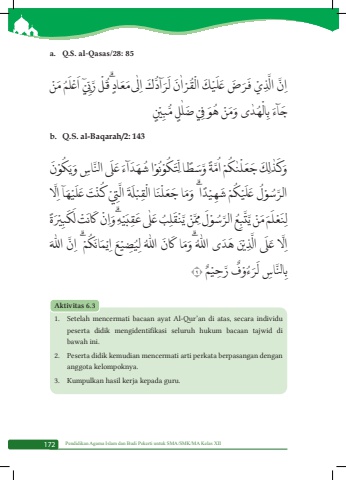 a. Q.S. al-Qasas/28: 85
اِنَّ الَّذِيْ فَرَضَ عَلَيْكَ الْقُرْاٰنَ لَرَاۤدُّكَ اِلٰى مَعَادٍ ۗقُلْ رَّبِّيْٓ اَعْلَمُ مَنْ
جَاۤءَ بِالْهُدٰى وَمَنْ هُوَ فِيْ ضَلٰلٍ مُّبِيْنٍ
b. Q.S. al-Baqarah/2: 143
وَكَذٰلِكَ جَعَلْنٰكُمْ اُمَّةً وَّسَطًا لِّتَكُوْنُوْا شُهَدَاۤءَ عَلَى النَّاسِ وَيَكُوْنَ
الرَّسُوْلُ عَلَيْكُمْ شَهِيْدًا ۗ وَمَا جَعَلْنَا الْقِبْلَةَ الَّتِيْ كُنْتَ عَلَيْهَآ اِلَّا
لِنَعْلَمَ مَنْ يَّتَّبِعُ الرَّسُوْلَ مِمَّنْ يَّنْقَلِبُ عَلٰى عَقِبَيْهِۗ وَاِنْ كَانَتْ لَكَبِيْرَةً
اِلَّا عَلَى الَّذِيْنَ هَدَى اللّٰهُ ۗوَمَا كَانَ اللّٰهُ لِيُضِيْعَ اِيْمَانَكُمْ ۗ اِنَّ اللّٰهَ
بِالنَّاسِ لَرَءُوْفٌ رَّحِيْمٌ
Aktivitas 6.3
1. Setelah mencermati bacaan ayat Al-Qur'an di atas, secara individu
peserta didik mengidentifikasi seluruh hukum bacaan tajwid di
bawah ini.
2. Peserta didik kemudian mencermati arti perkata berpasangan dengan
anggota kelompoknya.
3. Kumpulkan hasil kerja kepada guru.
172 Pendidikan Agama Islam dan Budi Pekerti untuk SMA/SMK/MA Kelas XII